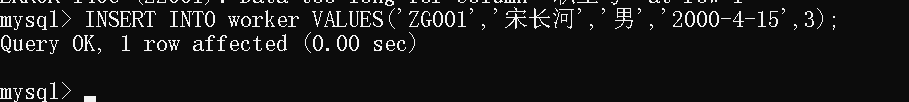 mysql> INSERT INTO worker VALUES('ZG001','宋长河','男','2000-4-15',3);
Query OK, 1 row affected (0.00 sec)
mysql>